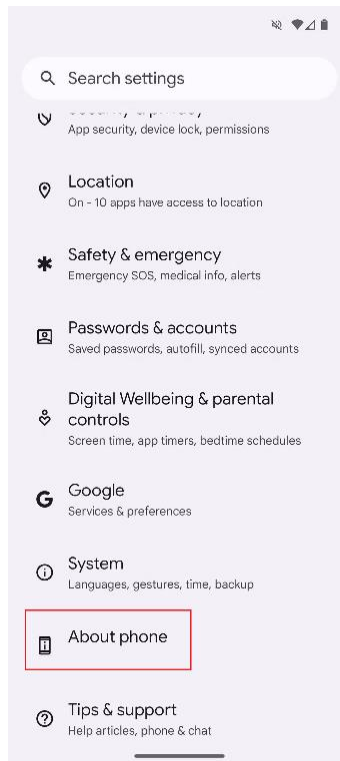 Search settings
App security, device lock, permissions
Location
On - 10 apps have access to location
Safety & emergency
Emergency SOS, medical info, alerts
Passwords & accounts
Saved passwords, autofill, synced accounts
Digital Wellbeing & parental
controls
Screen time, app timers, bedtime schedules
Google
Services & preferences
System
Languages, gestures, time, backup
About phone
Tips & support
Help articles, phone & chat